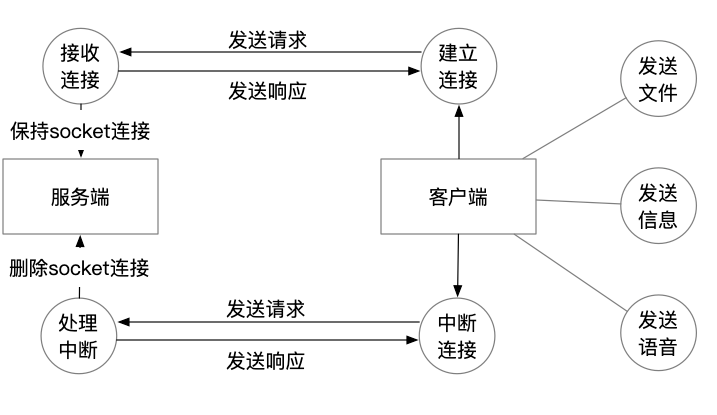 发送请求
接收
连接
建立
连接
发送响应
发送
文件
保持socket连接
服务端
客户端
发送
信息
删除socket连接
发送请求
处理
中断
中断
连接
发送响应
发送
语音